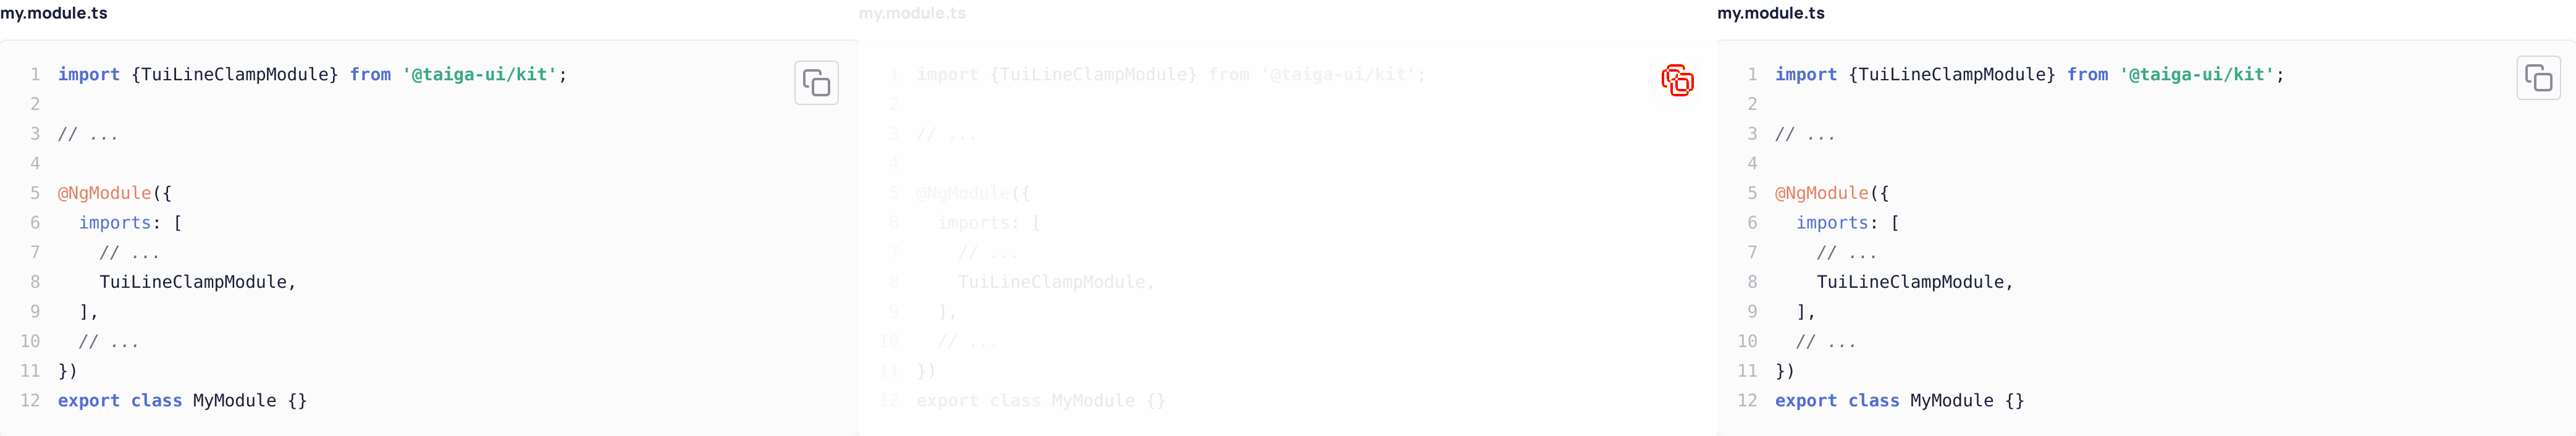 my.module.ts
1 import {TuiLineClampModule} from '@taiga-ui/kit';
2
3 // ...
4
5 @NgModule({
6   imports: [
7     // ...
8     TuiLineClampModule,
9   ],
10   // ...
11 })
12 export class MyModule {}
my.module.ts
1 import {TuiLineClampModule} from '@taiga-ui/kit';
2
3 // ...
4
5 @NgModule({
6   imports: [
7     // ...
8     TuiLineClampModule,
9   ],
10   // ...
11 })
12 export class MyModule {}
my.module.ts
1 import {TuiLineClampModule} from '@taiga-ui/kit';
2
3 // ...
4
5 @NgModule({
6   imports: [
7     // ...
8     TuiLineClampModule,
9   ],
10   // ...
11 })
12 export class MyModule {}